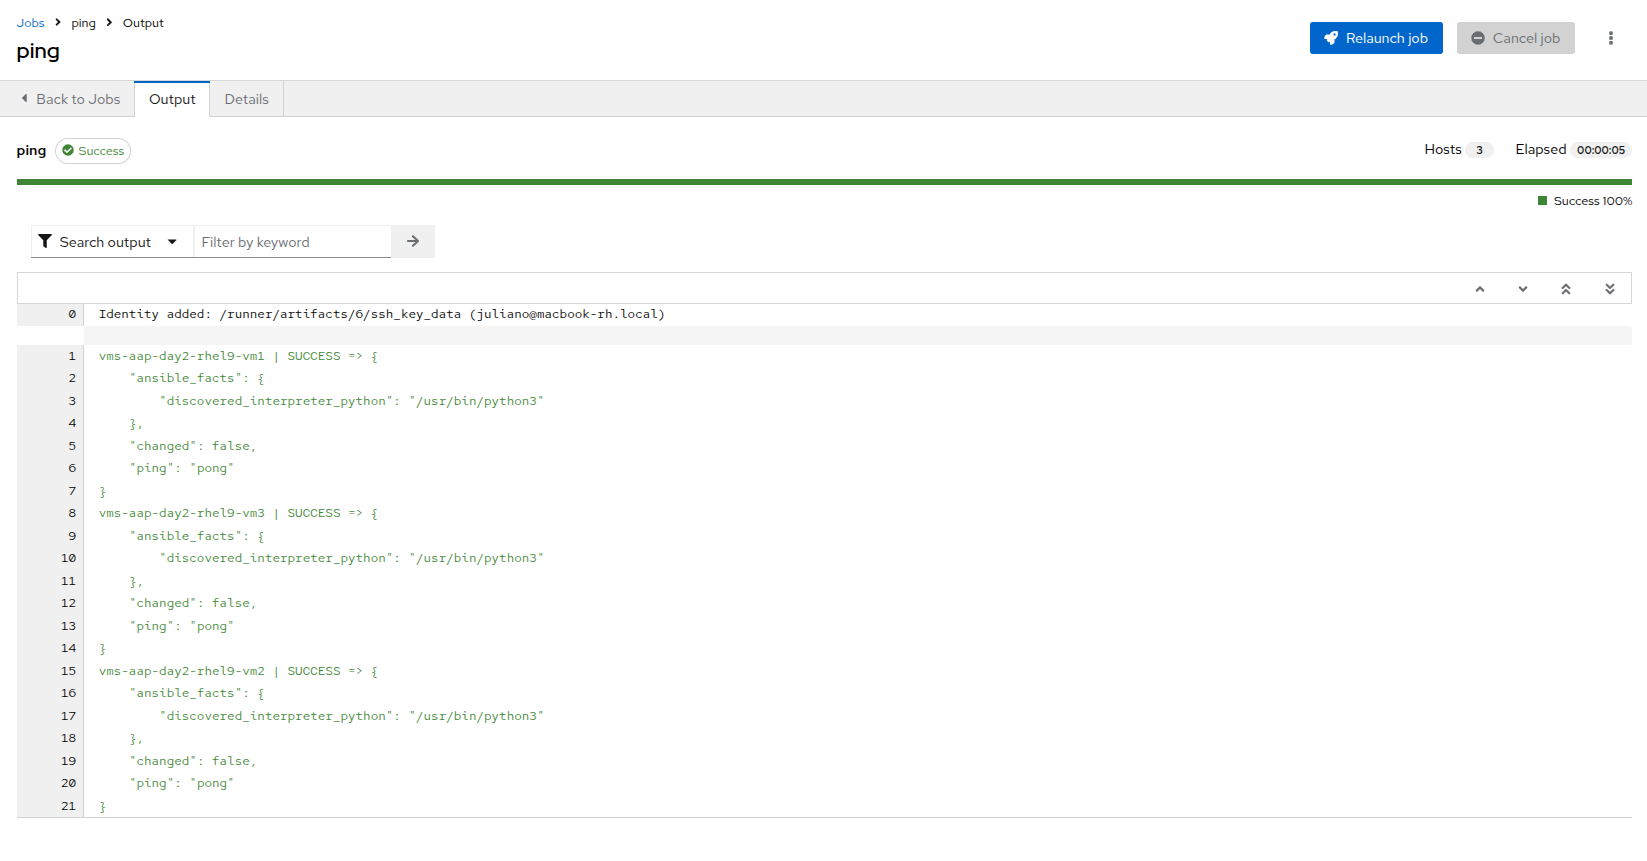 Jobs > ping > Output
ping
Relaunch job
Cancel job
Back to Jobs
Output
Details
ping
Success
Hosts 3
Elapsed 00:00:05
Success 100%
Search output
Filter by keyword
0 Identity added: /runner/artifacts/6/ssh_key_data (juliano@macbook-rh.local)
1 vms-aap-day2-rhel9-vm1 | SUCCESS => {
2     "ansible_facts": {
3         "discovered_interpreter_python": "/usr/bin/python3"
4     },
5     "changed": false,
6     "ping": "pong"
7 }
8 vms-aap-day2-rhel9-vm3 | SUCCESS => {
9     "ansible_facts": {
10         "discovered_interpreter_python": "/usr/bin/python3"
11     },
12     "changed": false,
13     "ping": "pong"
14 }
15 vms-aap-day2-rhel9-vm2 | SUCCESS => {
16     "ansible_facts": {
17         "discovered_interpreter_python": "/usr/bin/python3"
18     },
19     "changed": false,
20     "ping": "pong"
21 }